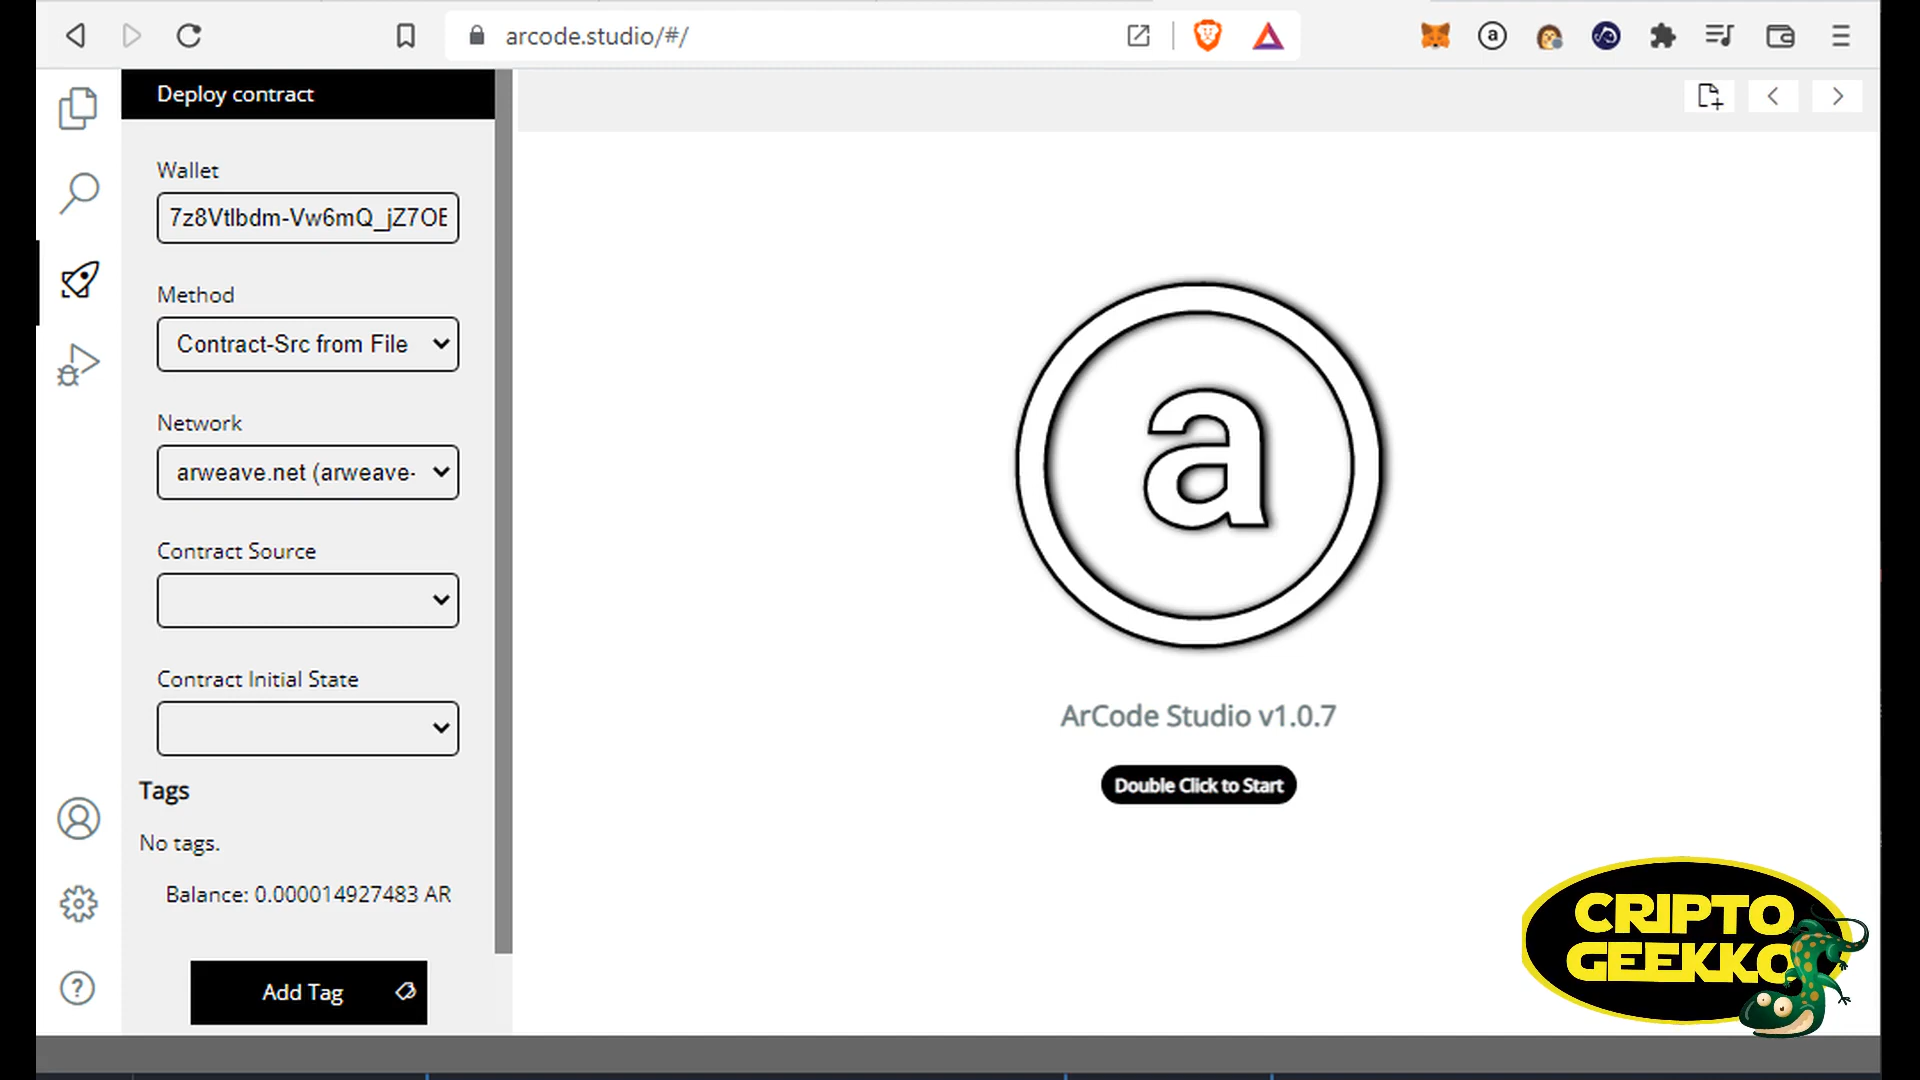 arcode.studio/#/
Deploy contract
Wallet
7z8Vtlbdm-Vw6mQ_jZ7OE
Method
Contract-Src from File
Network
arweave.net (arweave-
Contract Source
Contract Initial State
Tags
No tags.
Balance: 0.000014927483 AR
Add Tag
a
ArCode Studio v1.0.7
Double Click to Start
CRIPTO
GEEKKO